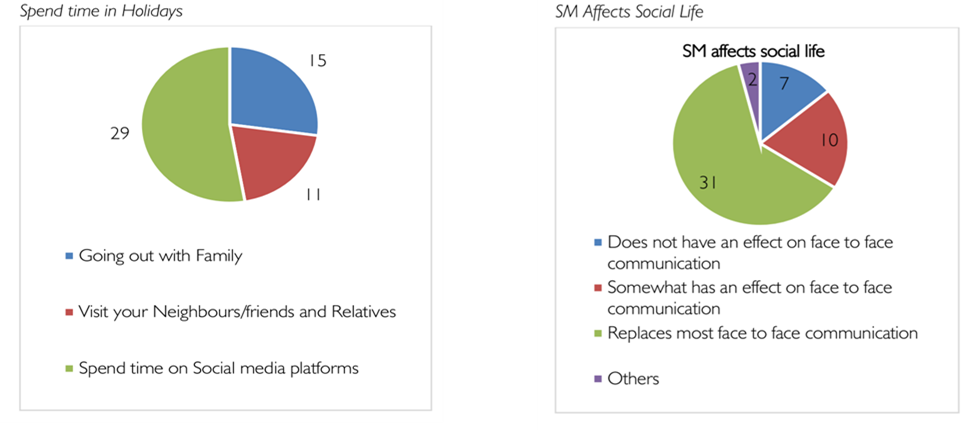 Spend time in Holidays
15
29
11
Going out with Family
Visit your Neighbours/friends and Relatives
Spend time on Social media platforms
SM Affects Social Life
SM affects social life
2
7
10
31
Does not have an effect on face to face
communication
Somewhat has an effect on face to face
communication
Replaces most face to face communication
Others